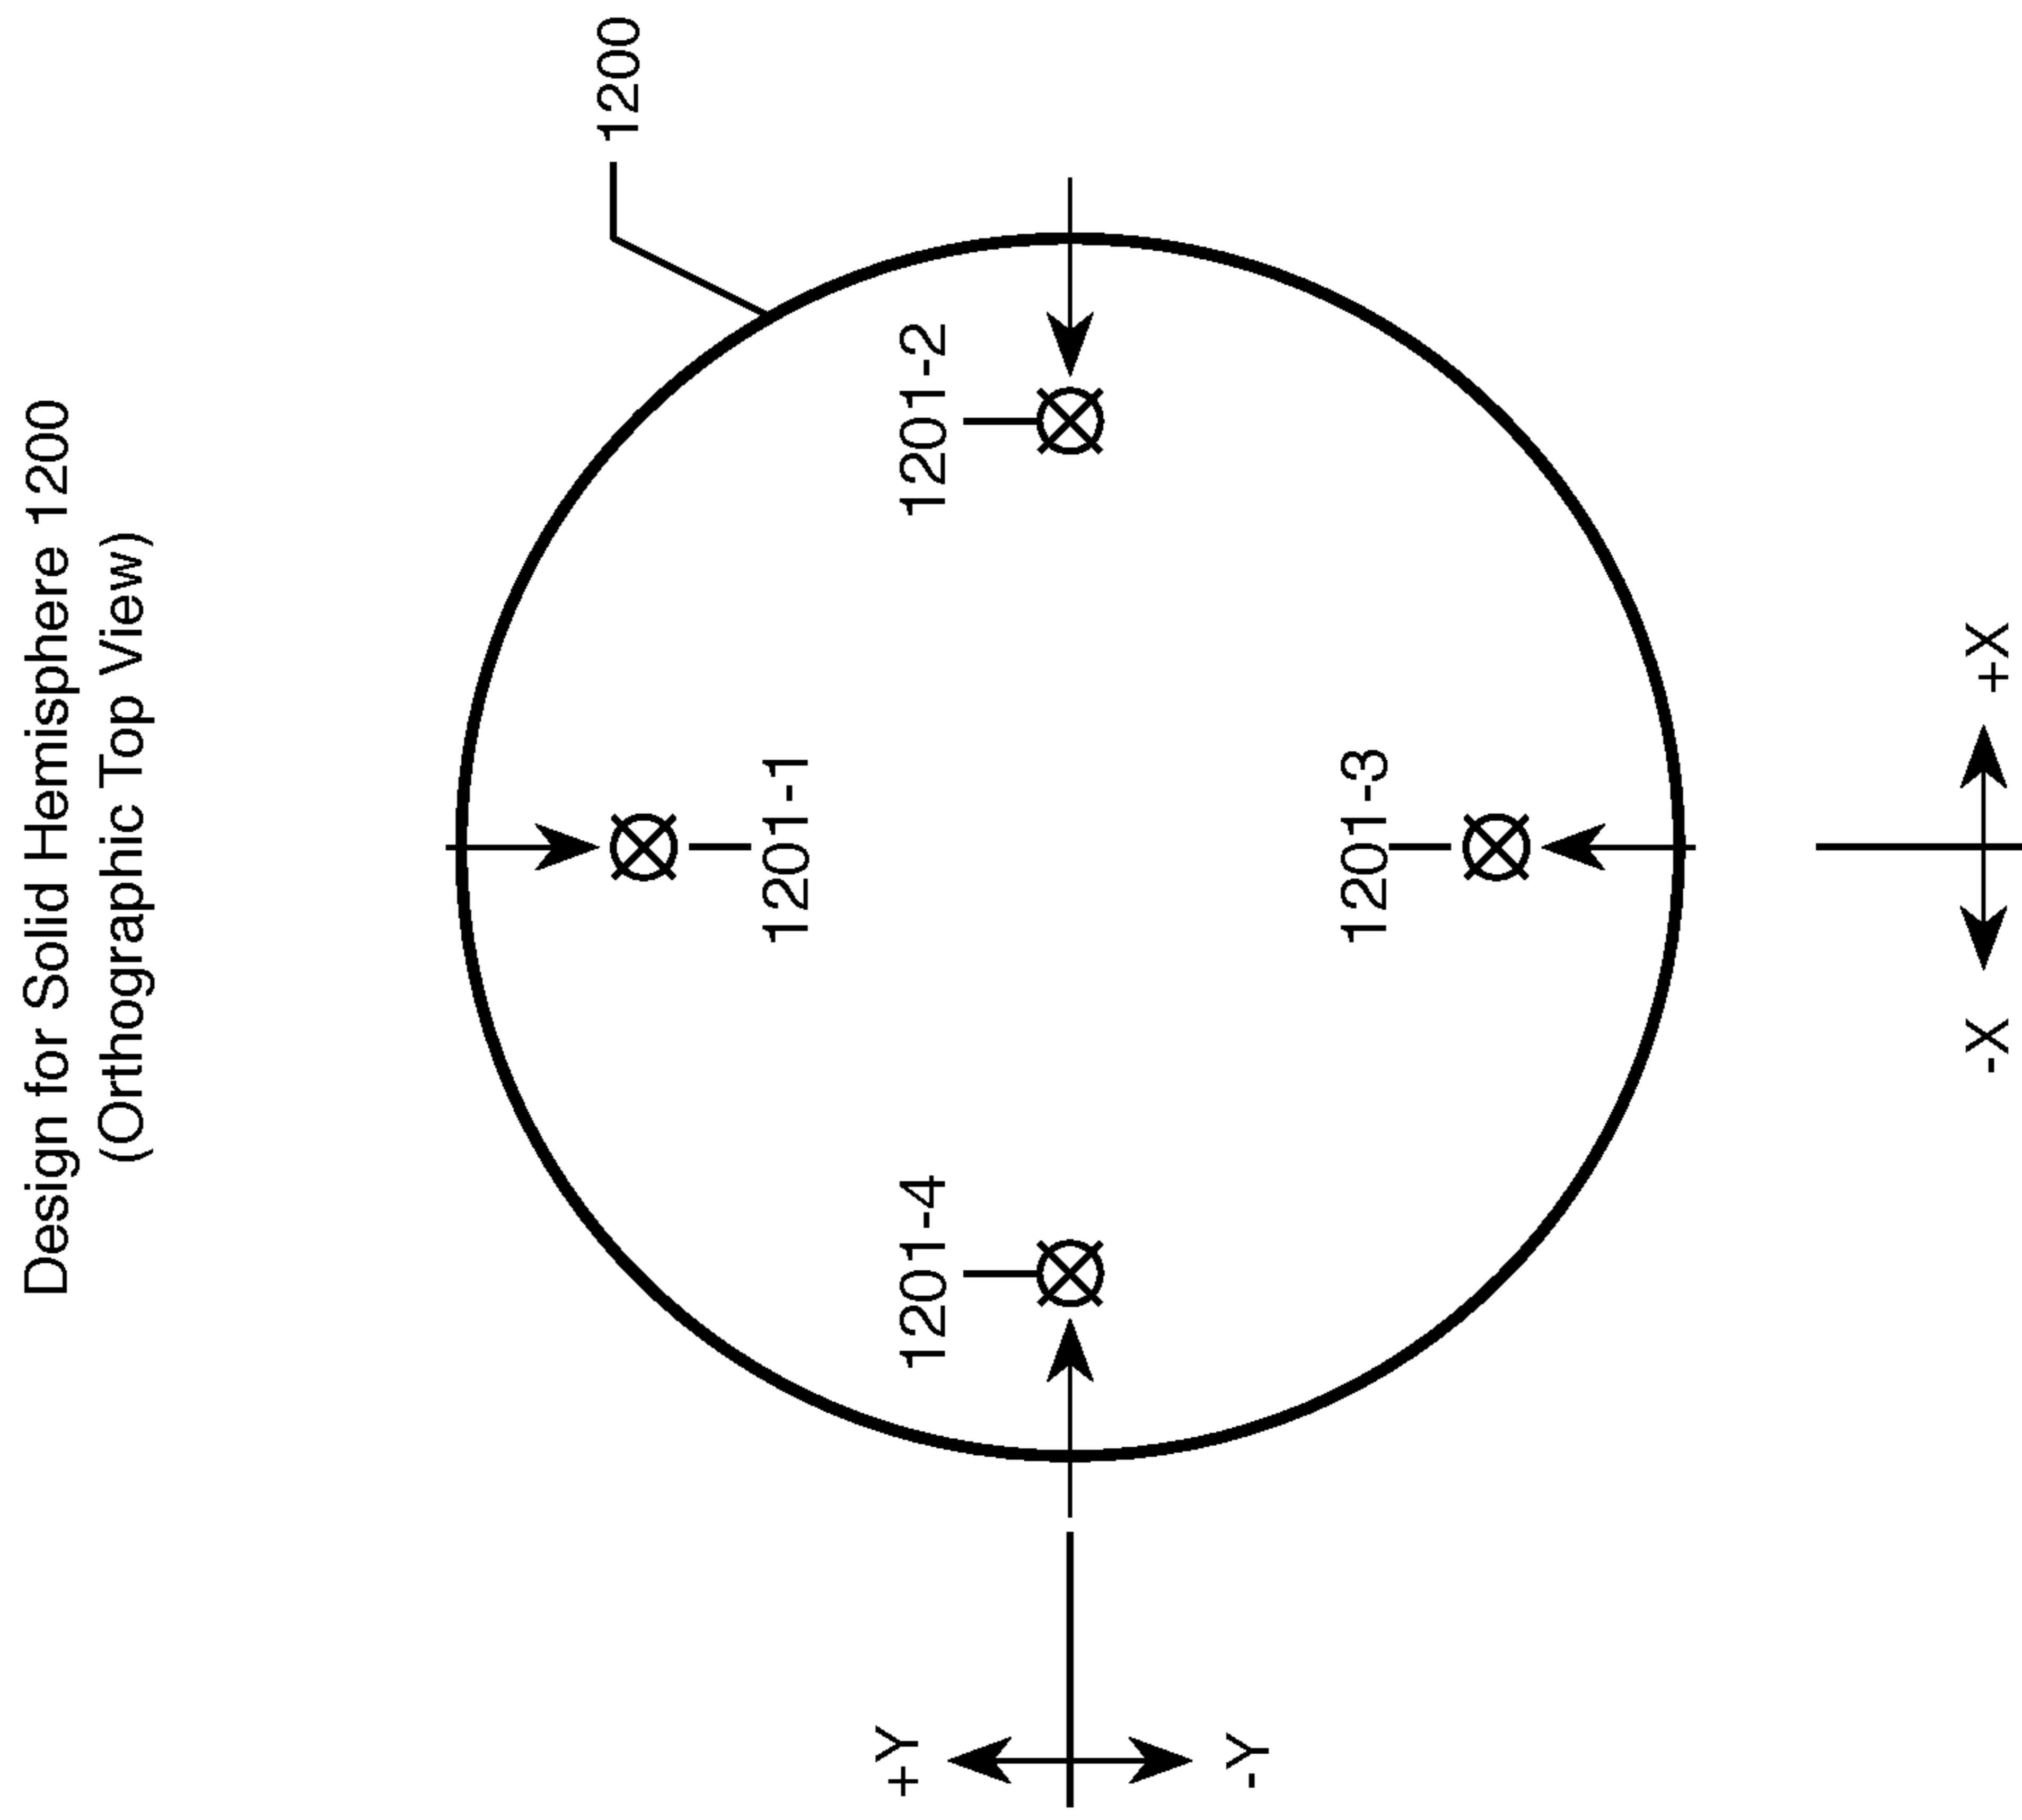 Design for Solid Hemisphere 1200
(Orthographic Top View)
1200
1201-1
1201-4
1201-2
+Y
-Y
1201-3
-X
+X